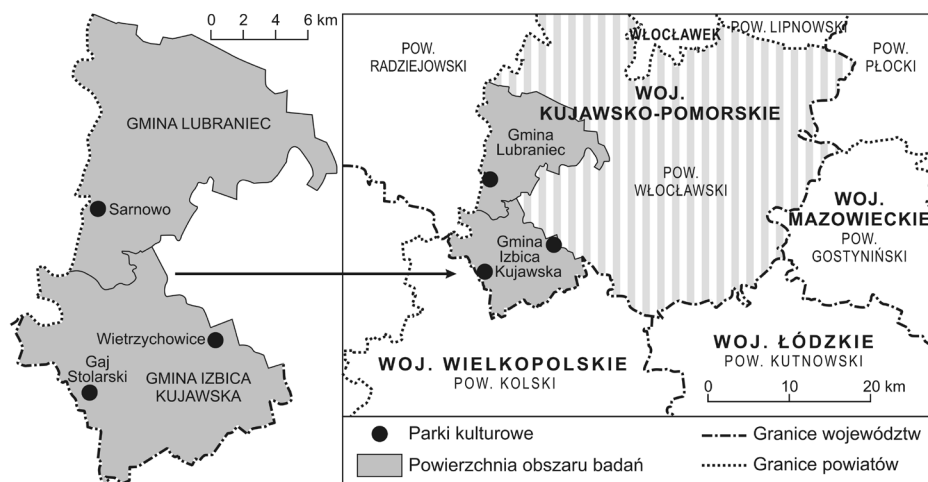 0 2 4 6 km
GMINA LUBRANIEC
Sarnowo
Wietrzychowice
Gaj
Stolarski
GMINA IZBICA
KUJAWSKA
POW.
RADZIEJOWSKI
WŁOCŁAWEK
POW. LIPNOWSKI
POW.
PŁOCKI
WOJ.
KUJAWSKO-POMORSKIE
Gmina
Lubraniec
POW.
WŁOCŁAWSKI
WOJ.
MAZOWIECKIE
POW.
GOSTYNIŃSKI
Gmina
Izbica
Kujawska
WOJ. WIELKOPOLSKIE
POW. KOLSKI
WOJ. ŁÓDZKIE
POW. KUTNOWSKI
0 10 20 km
Parki kulturowe
Powierzchnia obszaru badań
Granice województw
Granice powiatów